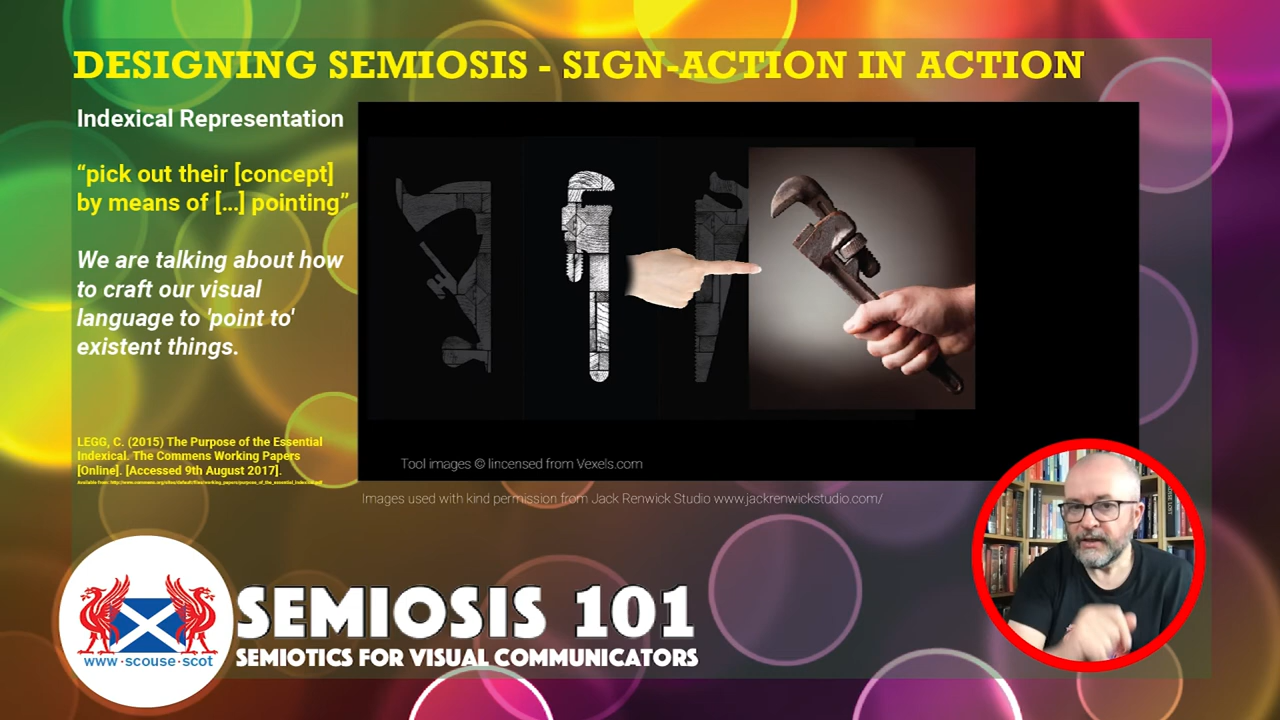 DESIGNING SEMIOSIS - SIGN-ACTION IN ACTION
Indexical Representation
“pick out their [concept]
by means of [...] pointing”
We are talking about how
to craft our visual
language to 'point to'
existent things.
LEGG, C. (2015) The Purpose of the Essential
Indexical. The Commens Working Papers
[Online]. [Accessed 9th August 2017].
Tool images © lincensed from Vexels.com
Images used with kind permission from Jack Renwick Studio www.jackrenwickstudio.com/
www·scouse·scot
SEMIOSIS 101
SEMIOTICS FOR VISUAL COMMUNICATORS